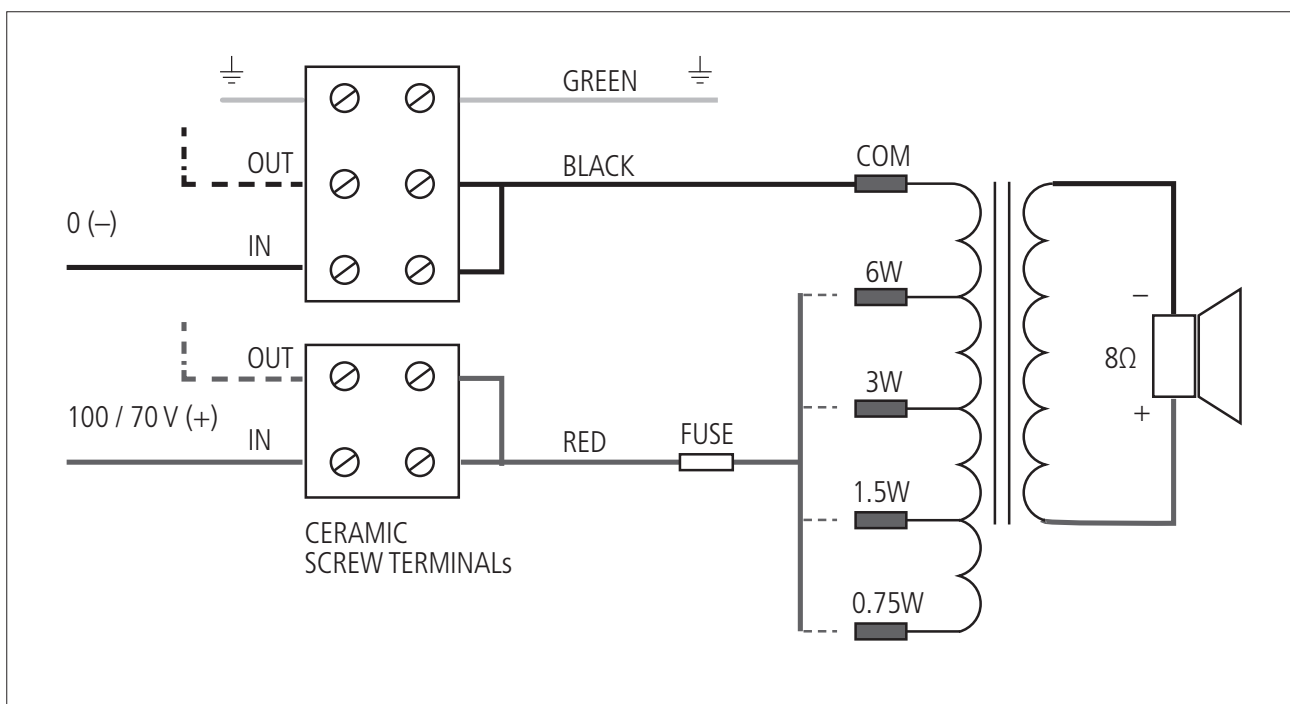 GREEN
OUT
BLACK
COM
0 (–)
IN
6W
–
OUT
8Ω
3W
100 / 70 V (+)
+
IN
RED
FUSE
1.5W
CERAMIC
SCREW TERMINALs
0.75W